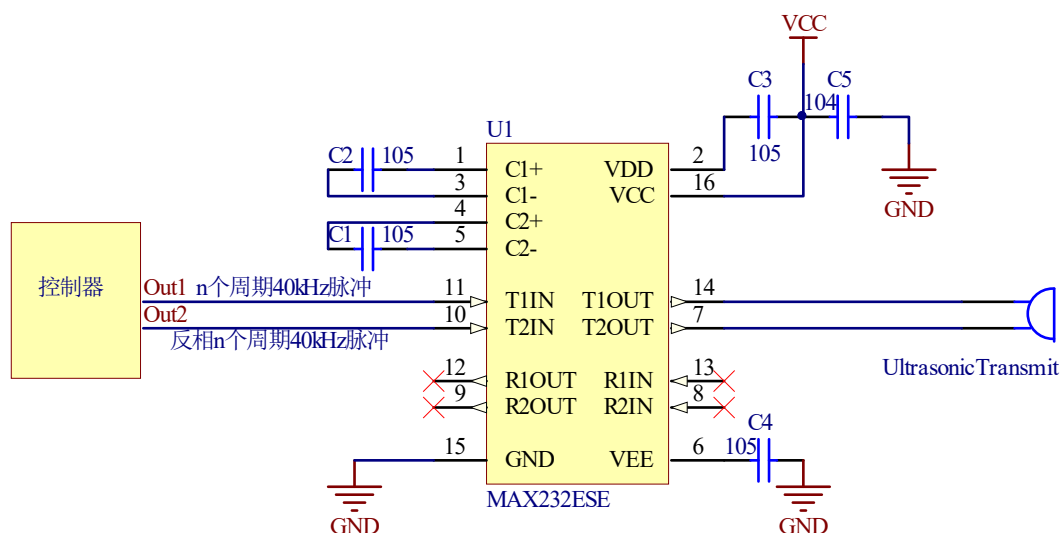 VCC
C3
C5
104
105
GND
U1
C2
105
1
C1+
VDD
2
3
C1-
VCC
16
4
C2+
C1
105
5
C2-
控制器
Out1
n个周期40kHz脉冲
11
T1IN
T1OUT
14
Out2
反相n个周期40kHz脉冲
10
T2IN
T2OUT
7
UltrasonicTransmit
12
R1OUT
R1IN
13
9
R2OUT
R2IN
8
15
GND
VEE
6
C4
105
MAX232ESE
GND
GND